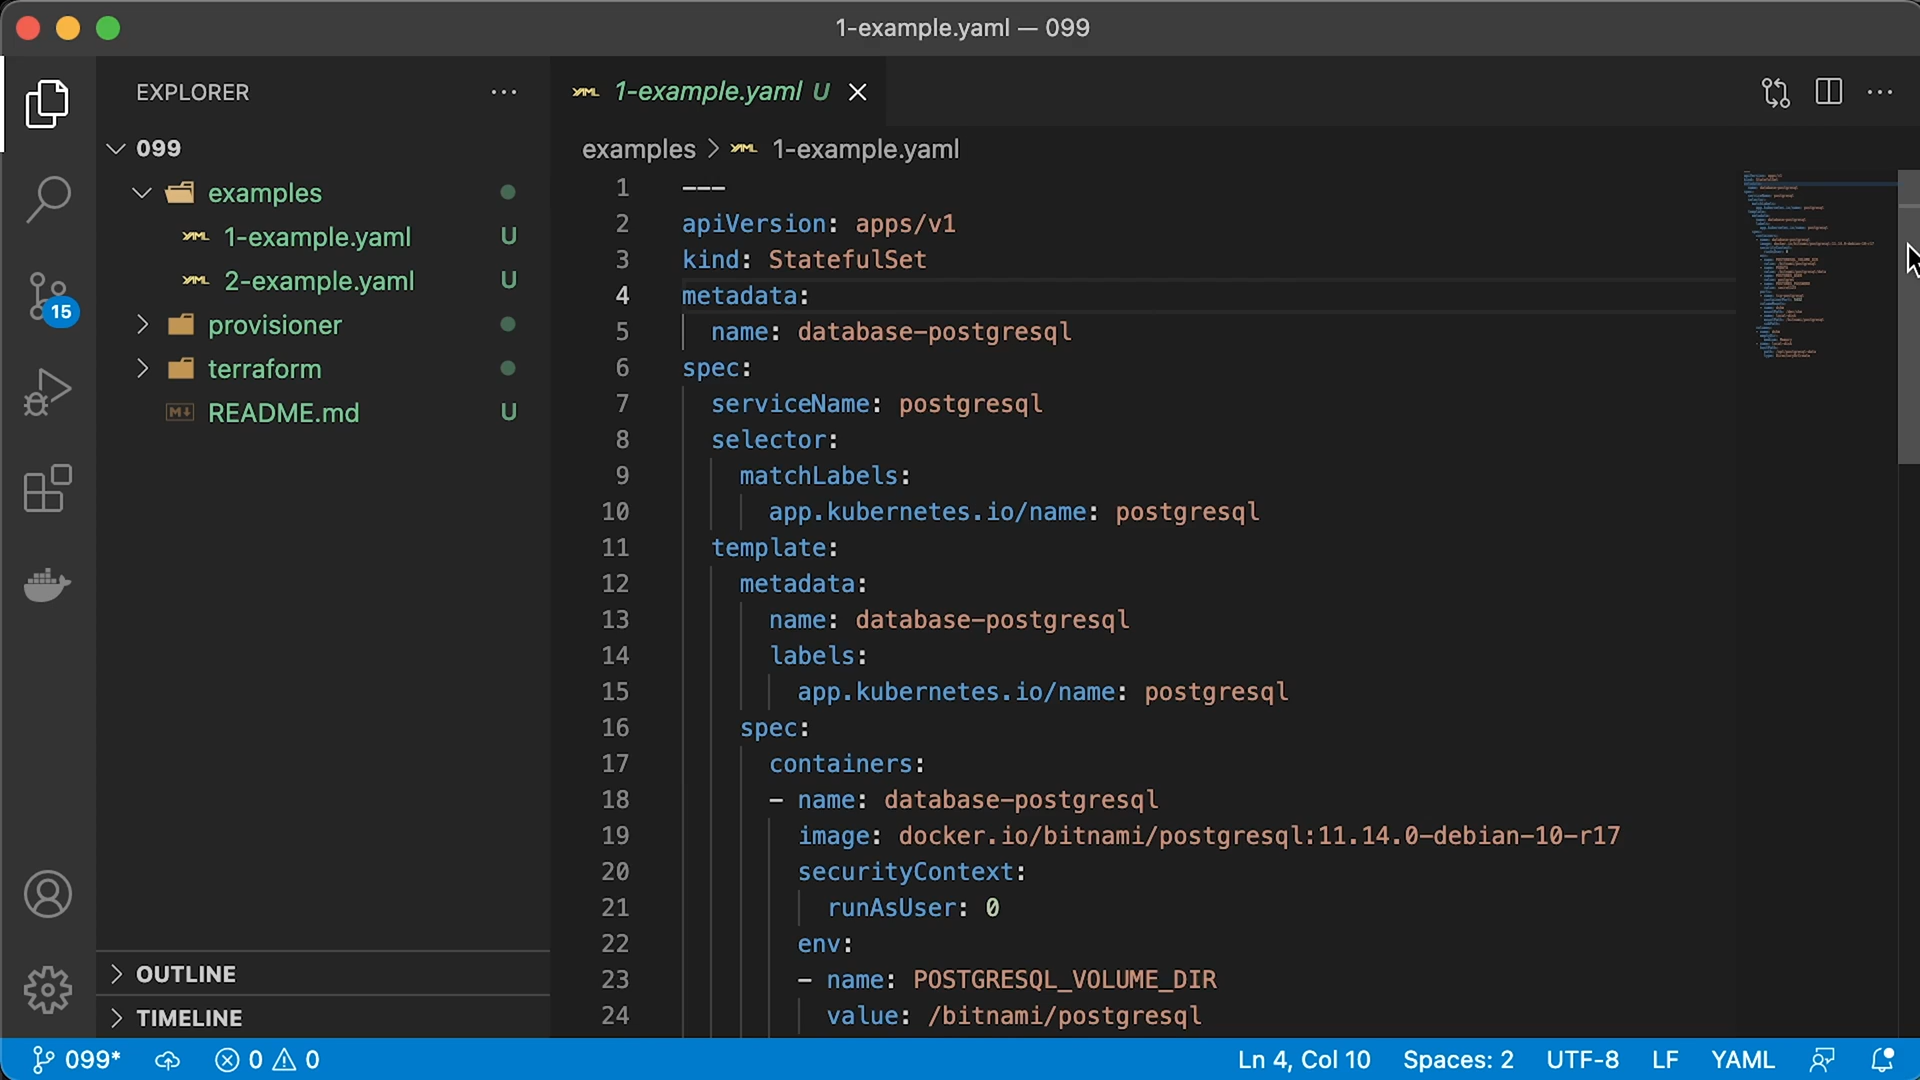 1-example.yaml — 099
EXPLORER
099
examples
1-example.yaml U
2-example.yaml U
provisioner
terraform
README.md U
15
OUTLINE
TIMELINE
1-example.yaml U
examples > 1-example.yaml
1 ---
2 apiVersion: apps/v1
3 kind: StatefulSet
4 metadata:
5   name: database-postgresql
6 spec:
7   serviceName: postgresql
8   selector:
9     matchLabels:
10       app.kubernetes.io/name: postgresql
11   template:
12     metadata:
13       name: database-postgresql
14       labels:
15         app.kubernetes.io/name: postgresql
16     spec:
17       containers:
18       - name: database-postgresql
19         image: docker.io/bitnami/postgresql:11.14.0-debian-10-r17
20         securityContext:
21           runAsUser: 0
22         env:
23         - name: POSTGRESQL_VOLUME_DIR
24           value: /bitnami/postgresql
099* 0 0 Ln 4, Col 10 Spaces: 2 UTF-8 LF YAML